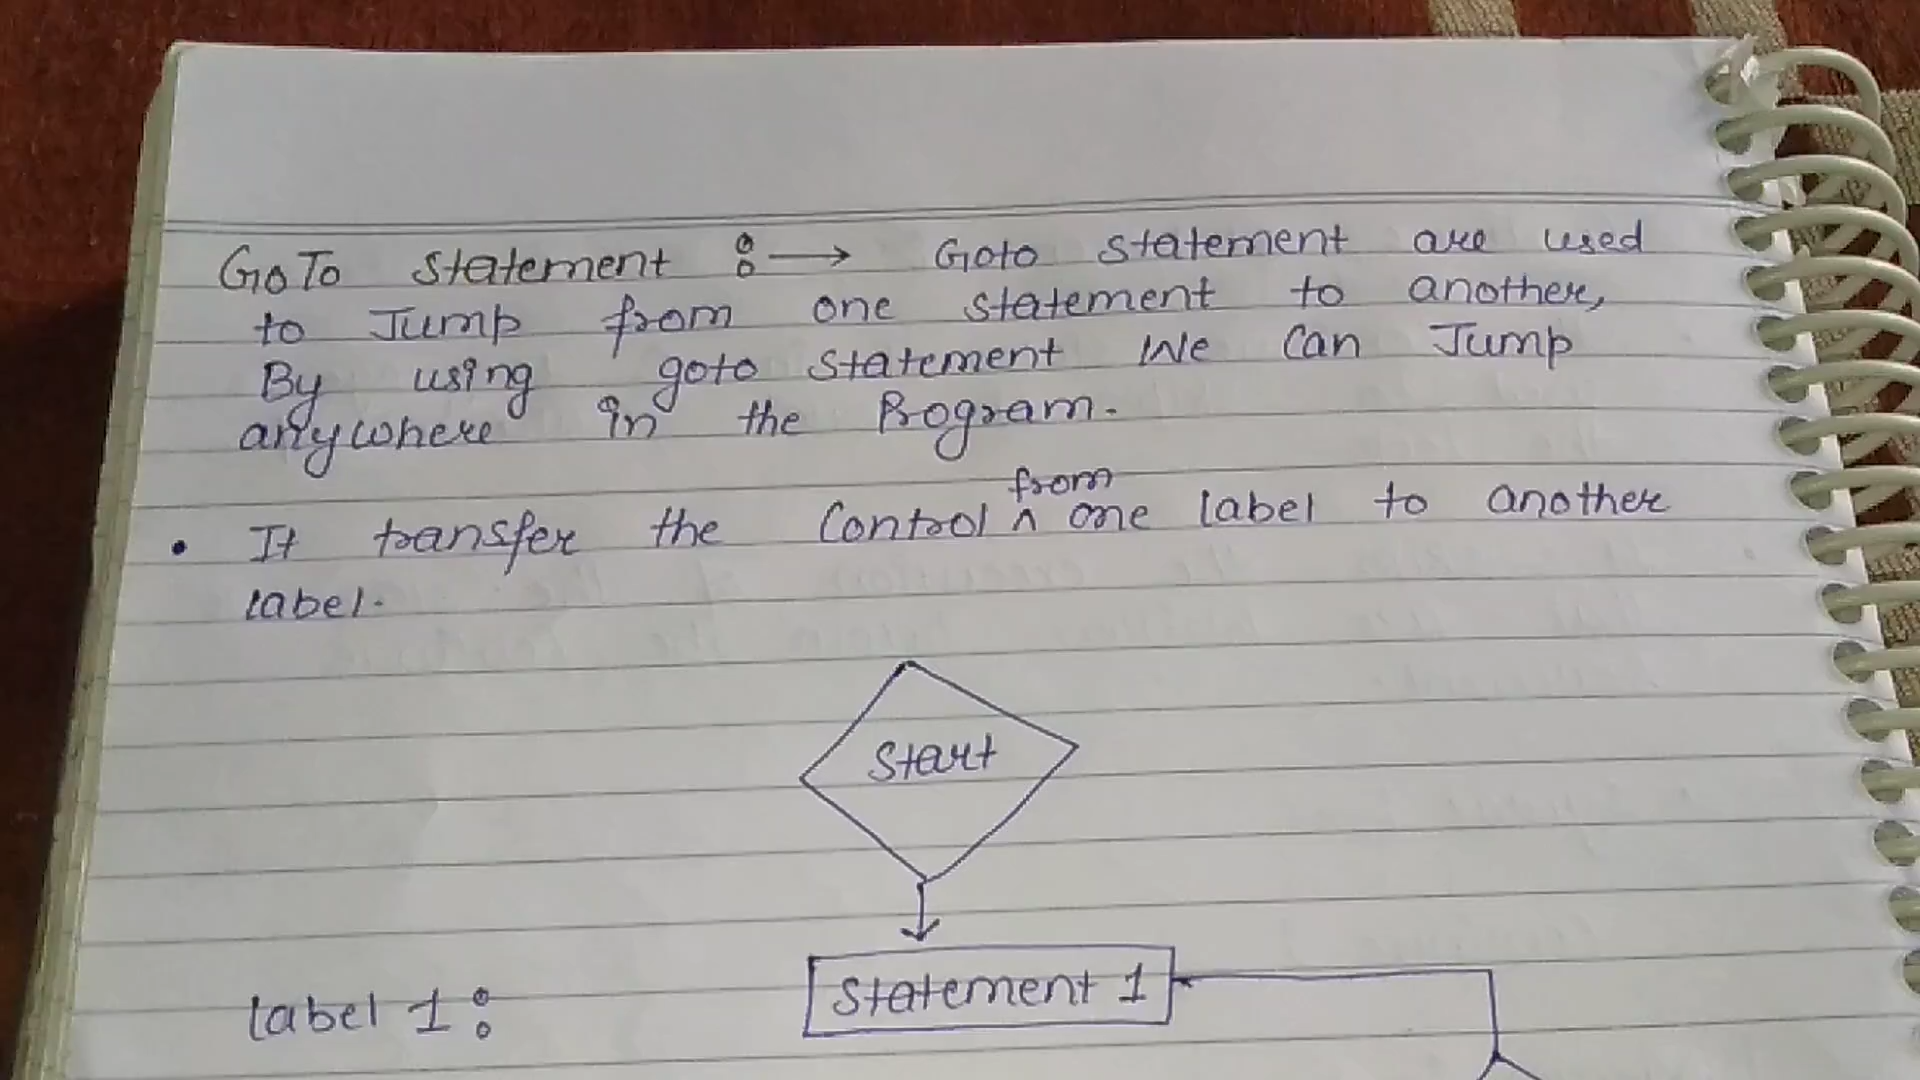 GoTo statement :→ Goto statement are used
to Jump from one statement to another,
By using goto statement We Can Jump
anywhere in the Program.
• It transfer the Control ^ from one label to another
label.
Start
label 1: Statement 1